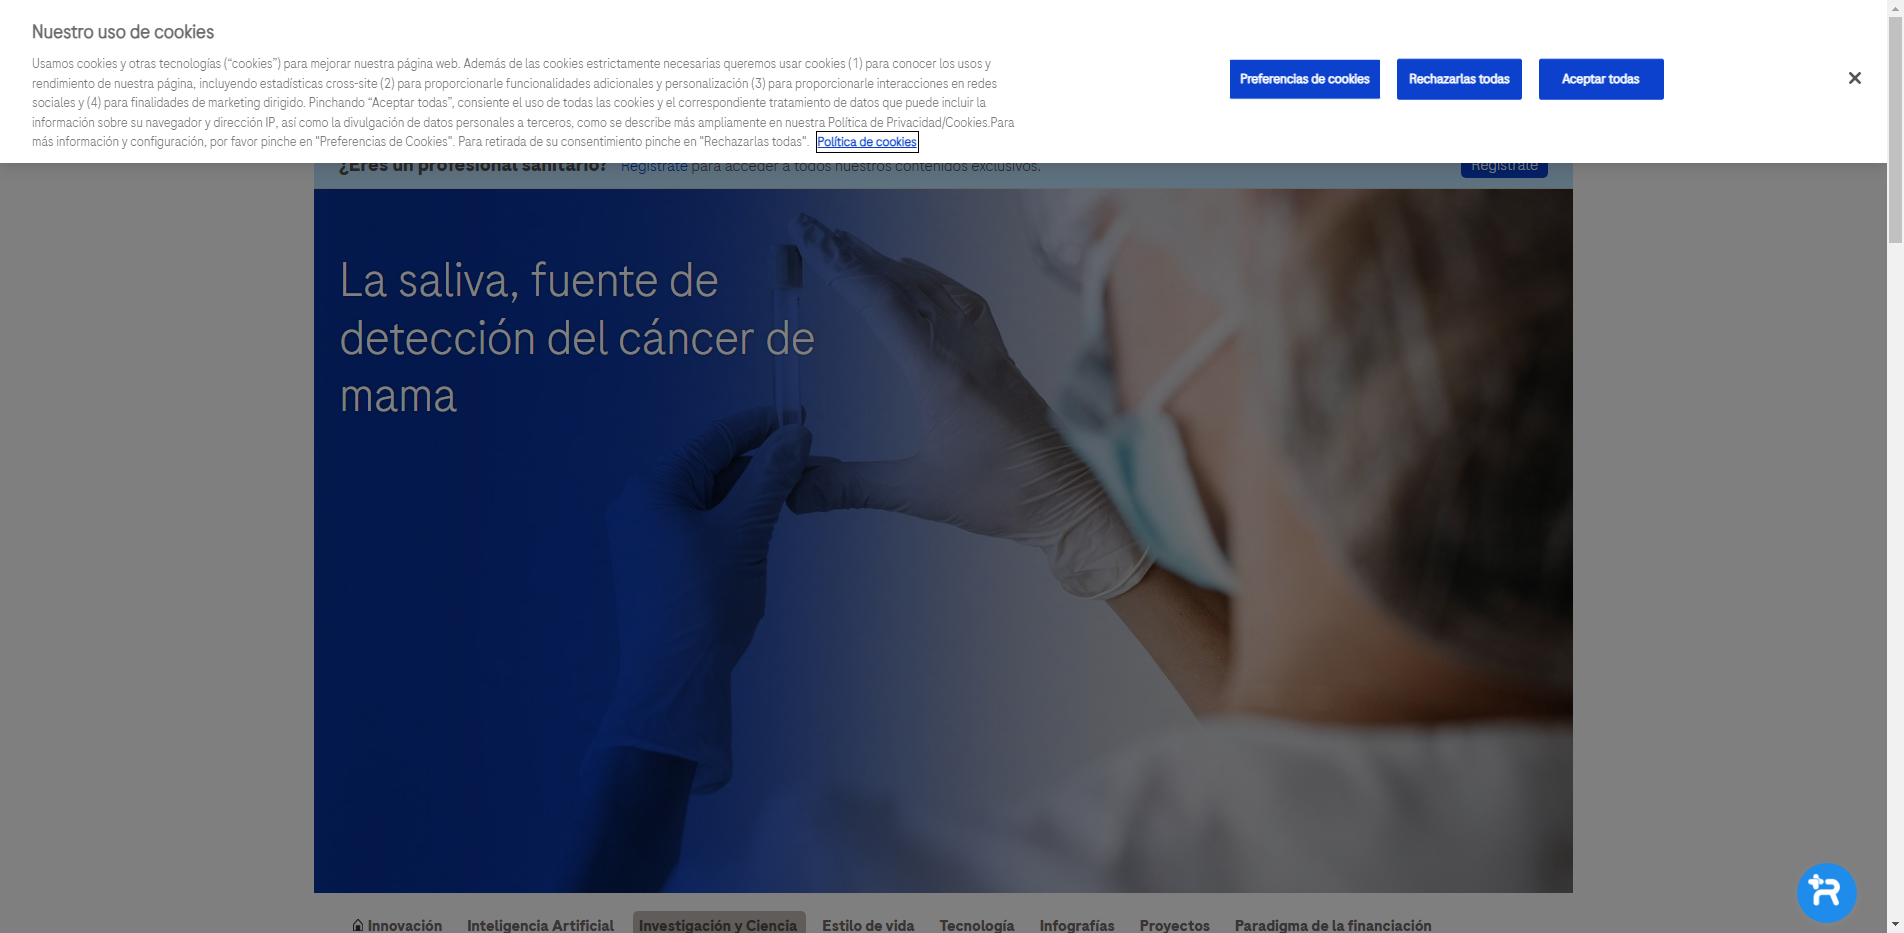 Nuestro uso de cookies
Usamos cookies y otras tecnologías (“cookies”) para mejorar nuestra página web. Además de las cookies estrictamente necesarias queremos usar cookies (1) para conocer los usos y
rendimiento de nuestra página, incluyendo estadísticas cross-site (2) para proporcionarle funcionalidades adicionales y personalización (3) para proporcionarle interacciones en redes
sociales y (4) para finalidades de marketing dirigido. Pinchando “Aceptar todas”, consiente el uso de todas las cookies y el correspondiente tratamiento de datos que puede incluir la
información sobre su navegador y dirección IP, así como la divulgación de datos personales a terceros, como se describe más ampliamente en nuestra Política de Privacidad/Cookies.Para
más información y configuración, por favor pinche en "Preferencias de Cookies". Para retirada de su consentimiento pinche en "Rechazarlas todas". Política de cookies
Preferencias de cookies
Rechazarlas todas
Aceptar todas
¿Eres un profesional sanitario? Regístrate para acceder a todos nuestros contenidos exclusivos.
Regístrate
La saliva, fuente de
detección del cáncer de
mama
Innovación Inteligencia Artificial Investigación y Ciencia Estilo de vida Tecnología Infografías Proyectos Paradigma de la financiación